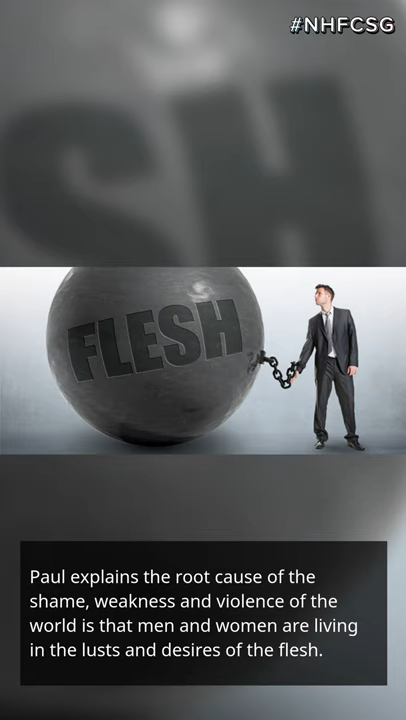 #NHFCSG
SH
FLESH
Paul explains the root cause of the
shame, weakness and violence of the
world is that men and women are living
in the lusts and desires of the flesh.